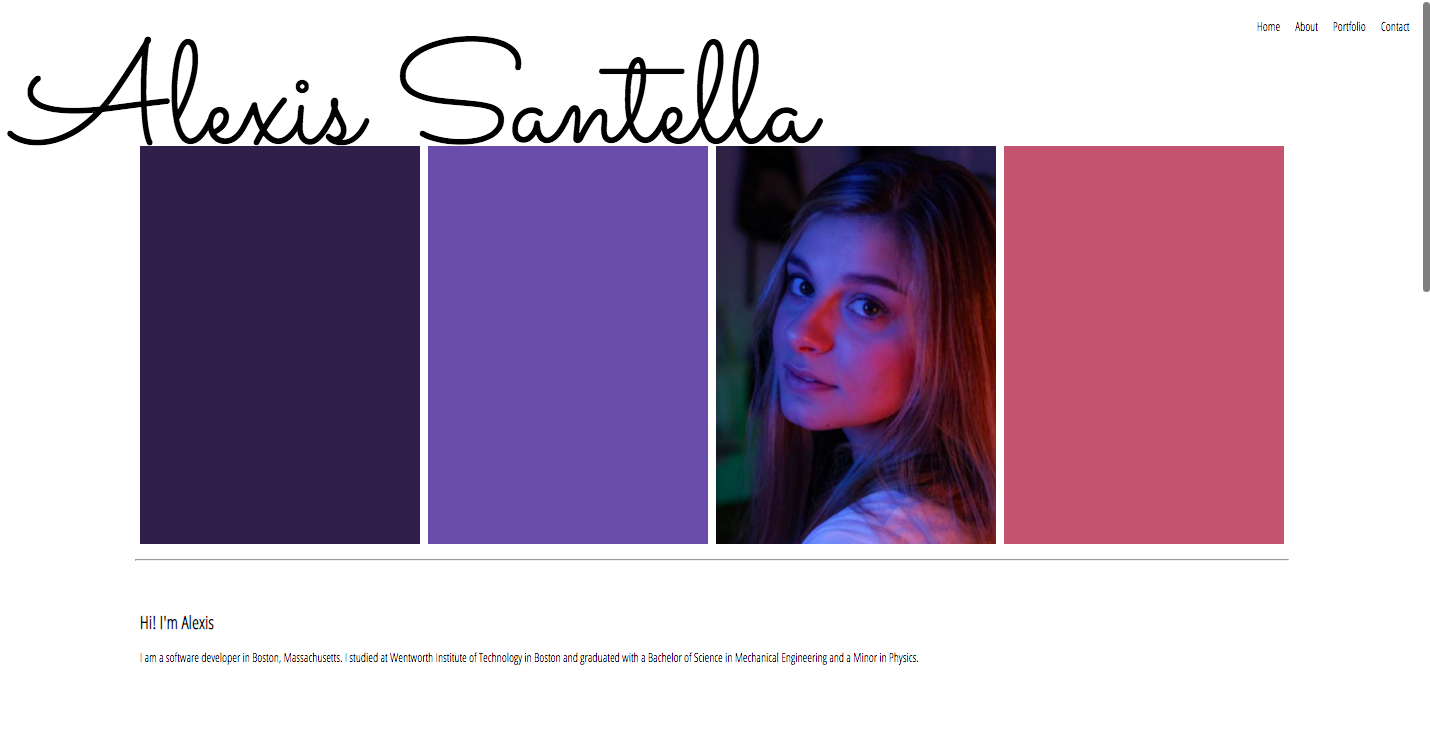 Home About Portfolio Contact
Alexis Santella
Hi! I'm Alexis
I am a software developer in Boston, Massachusetts. I studied at Wentworth Institute of Technology in Boston and graduated with a Bachelor of Science in Mechanical Engineering and a Minor in Physics.